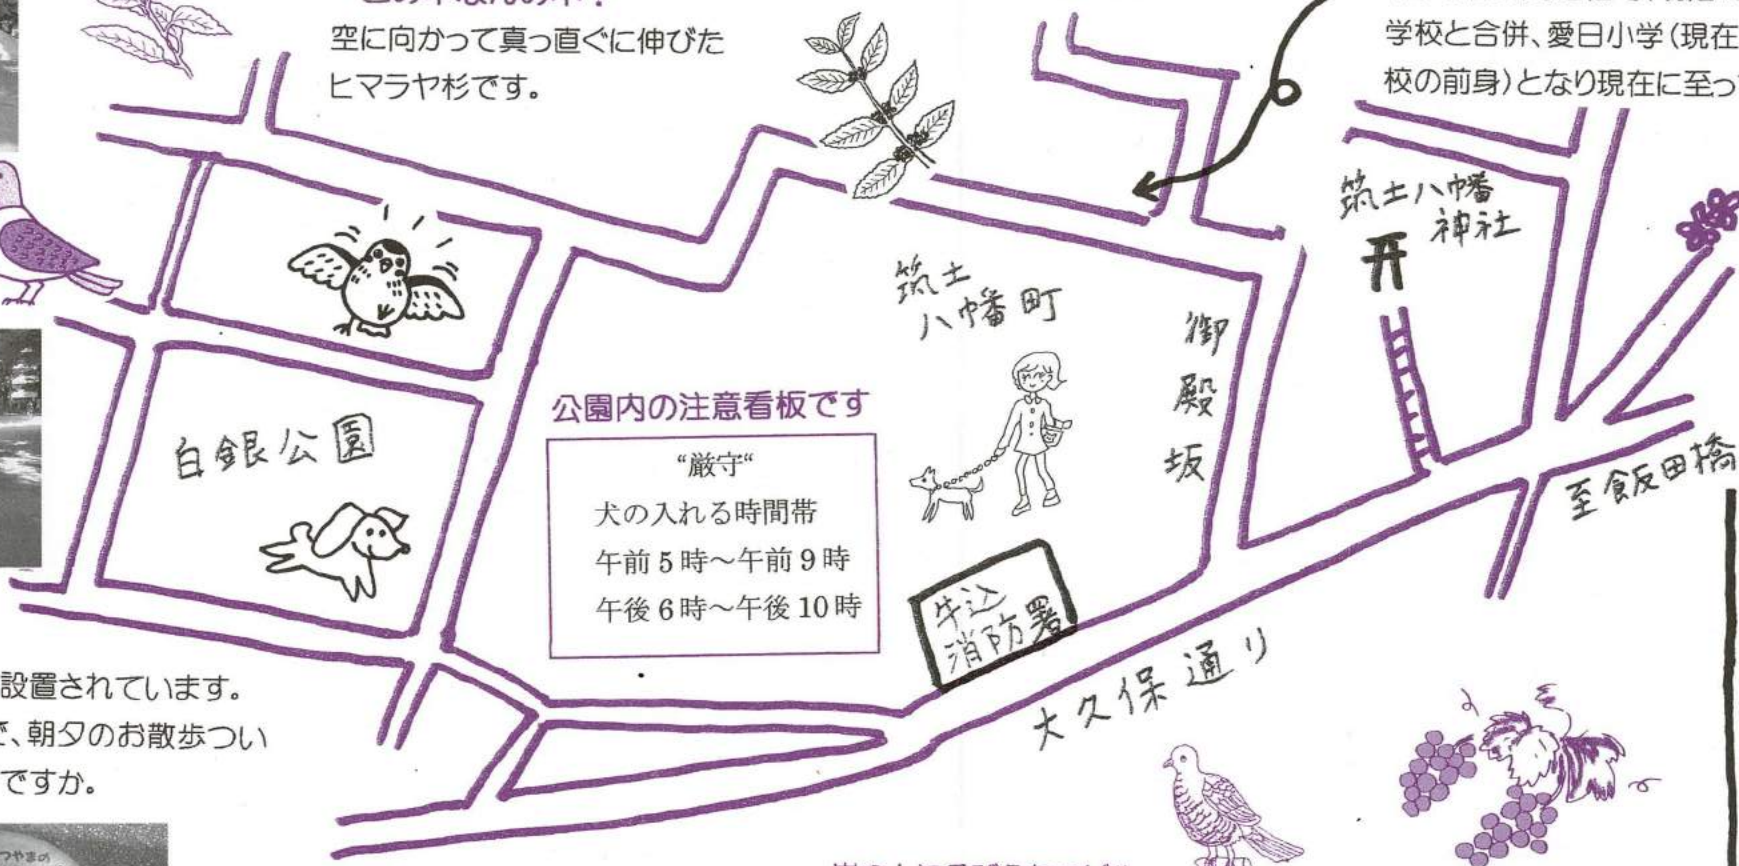 空に向かって真っ直ぐに伸びた
ヒマラヤ杉です。
学校と合併、愛日小学(現在
校の前身)となり現在に至っ
筑土八幡
神社
筑土
八幡町
御殿坂
公園内の注意看板です
“厳守“
犬の入れる時間帯
午前5時～午前9時
午後6時～午後10時
白銀公園
至飯田橋
牛込
消防署
大久保通り
設置されています。
、朝夕のお散歩つい
ですか。
つやまの